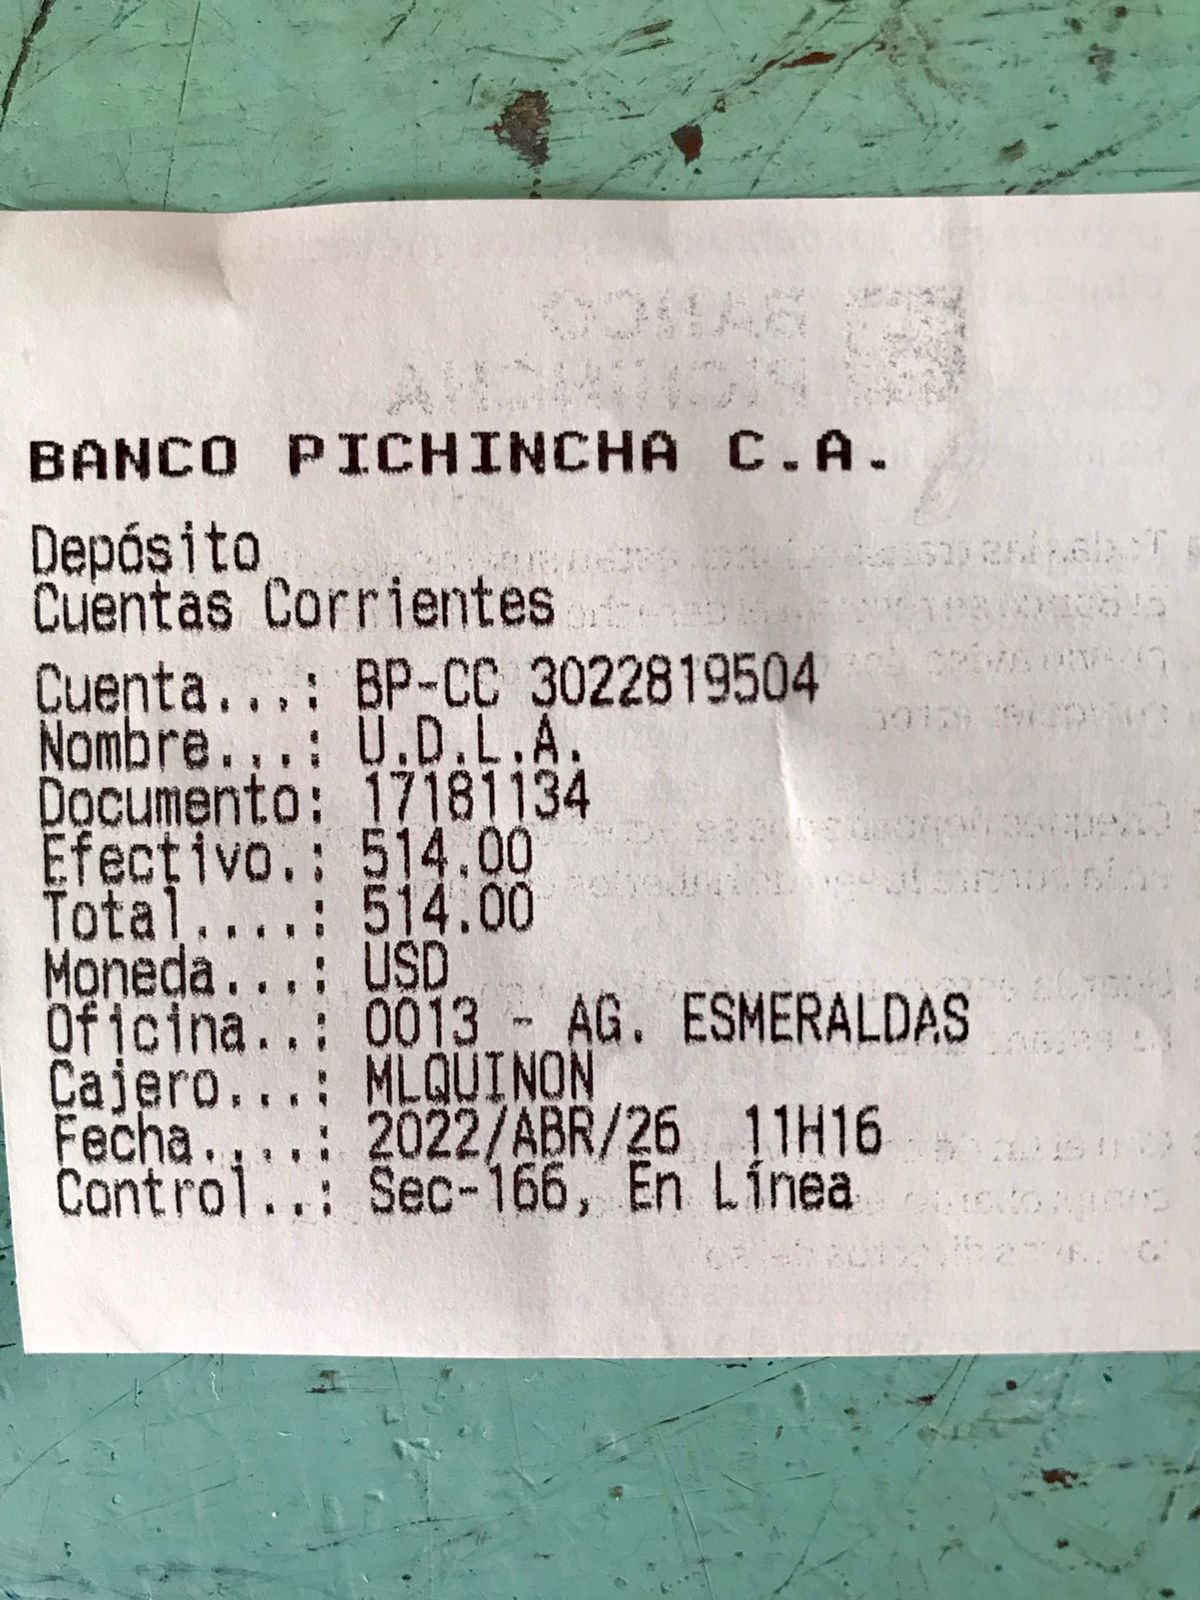 BANCO PICHINCHA C.A.
Depósito
Cuentas Corrientes
Cuenta...: BP-CC 3022819504
Nombre...: U.D.L.A.
Documento: 17181134
Efectivo.: 514.00
Total....: 514.00
Moneda...: USD
Oficina..: 0013 - AG. ESMERALDAS
Cajero...: MLQUINON
Fecha....: 2022/ABR/26 11H16
Control..: Sec-166, En Línea